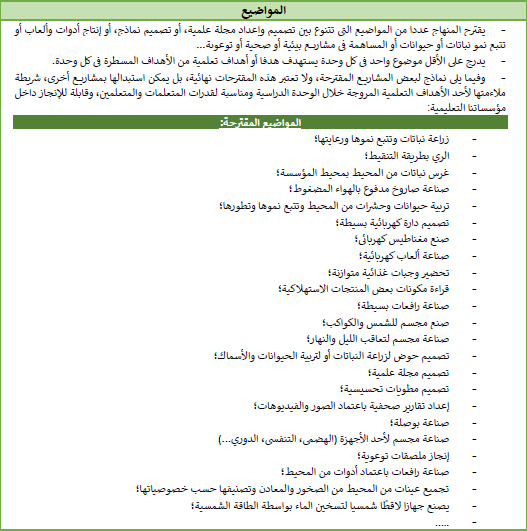 المواضيع
- يقترح المنهاج عددا من المواضيع التي تتنوع بين تصميم وإعداد مجلة علمية، أو تصميم نماذج، أو إنتاج أدوات وألعاب أو
تتبع نمو نباتات أو حيوانات أو المساهمة في مشاريع بيئية أو صحية أو توعوية...
- يدرج على الأقل موضوع واحد في كل وحدة يستهدف هدفا أو أهداف تعلمية من الأهداف المسطرة في كل وحدة.
- وفيما يلي نماذج لبعض المشاريع المقترحة، ولا تعتبر هذه المقترحات نهائية، بل يمكن استبدالها بمشاريع أخرى، شريطة
ملاءمتها لأحد الأهداف التعلمية المروجة خلال الوحدة الدراسية ومناسبة لقدرات المتعلمات والمتعلمين، وقابلة للإنجاز داخل
مؤسساتنا التعليمية:
المواضيع المقترحة:
- زراعة نباتات وتتبع نموها ورعايتها؛
- الري بطريقة التنقيط؛
- غرس نباتات من المحيط بمحيط المؤسسة؛
- صناعة صاروخ مدفوع بالهواء المضغوط؛
- تربية حيوانات وحشرات من المحيط وتتبع نموها وتطورها؛
- تصميم دارة كهربائية بسيطة؛
- صنع مغناطيس كهربائي؛
- صناعة ألعاب كهربائية؛
- تحضير وجبات غذائية متوازنة؛
- قراءة مكونات بعض المنتجات الاستهلاكية؛
- صناعة رافعات بسيطة؛
- صنع مجسم للشمس والكواكب؛
- صناعة مجسم لتعاقب الليل والنهار؛
- تصميم حوض لزراعة النباتات أو لتربية الحيوانات والأسماك؛
- تصميم مجلة علمية؛
- تصميم مطويات تحسيسية؛
- إعداد تقارير صحفية باعتماد الصور والفيديوهات؛
- صناعة بوصلة؛
- صناعة مجسم لأحد الأجهزة (الهضمي، التنفسي، الدوري...)
- إنجاز ملصقات توعوية؛
- صناعة رافعات باعتماد أدوات من المحيط؛
- تجميع عينات من المحيط من الصخور والمعادن وتصنيفها حسب خصوصياتها؛
- يصنع جهازا لاقطًا شمسيا لتسخين الماء بواسطة الطاقة الشمسية؛
- .....